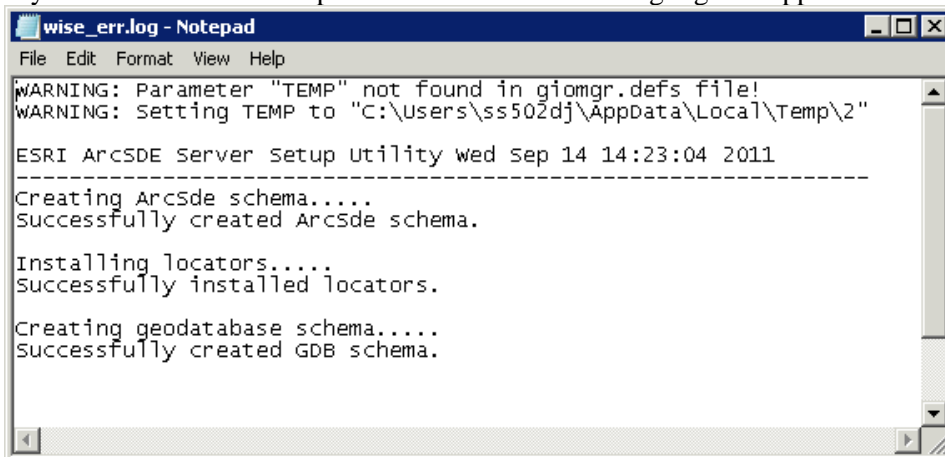 wise_err.log - Notepad
File Edit Format View Help
WARNING: Parameter "TEMP" not found in giomgr.defs file!
WARNING: Setting TEMP to "C:\Users\ss502dj\AppData\Local\Temp\2"
ESRI ArcSDE Server Setup Utility Wed Sep 14 14:23:04 2011
----------------------------------------------------------------
Creating ArcSde schema.....
Successfully created ArcSde schema.
Installing locators.....
Successfully installed locators.
Creating geodatabase schema.....
Successfully created GDB schema.